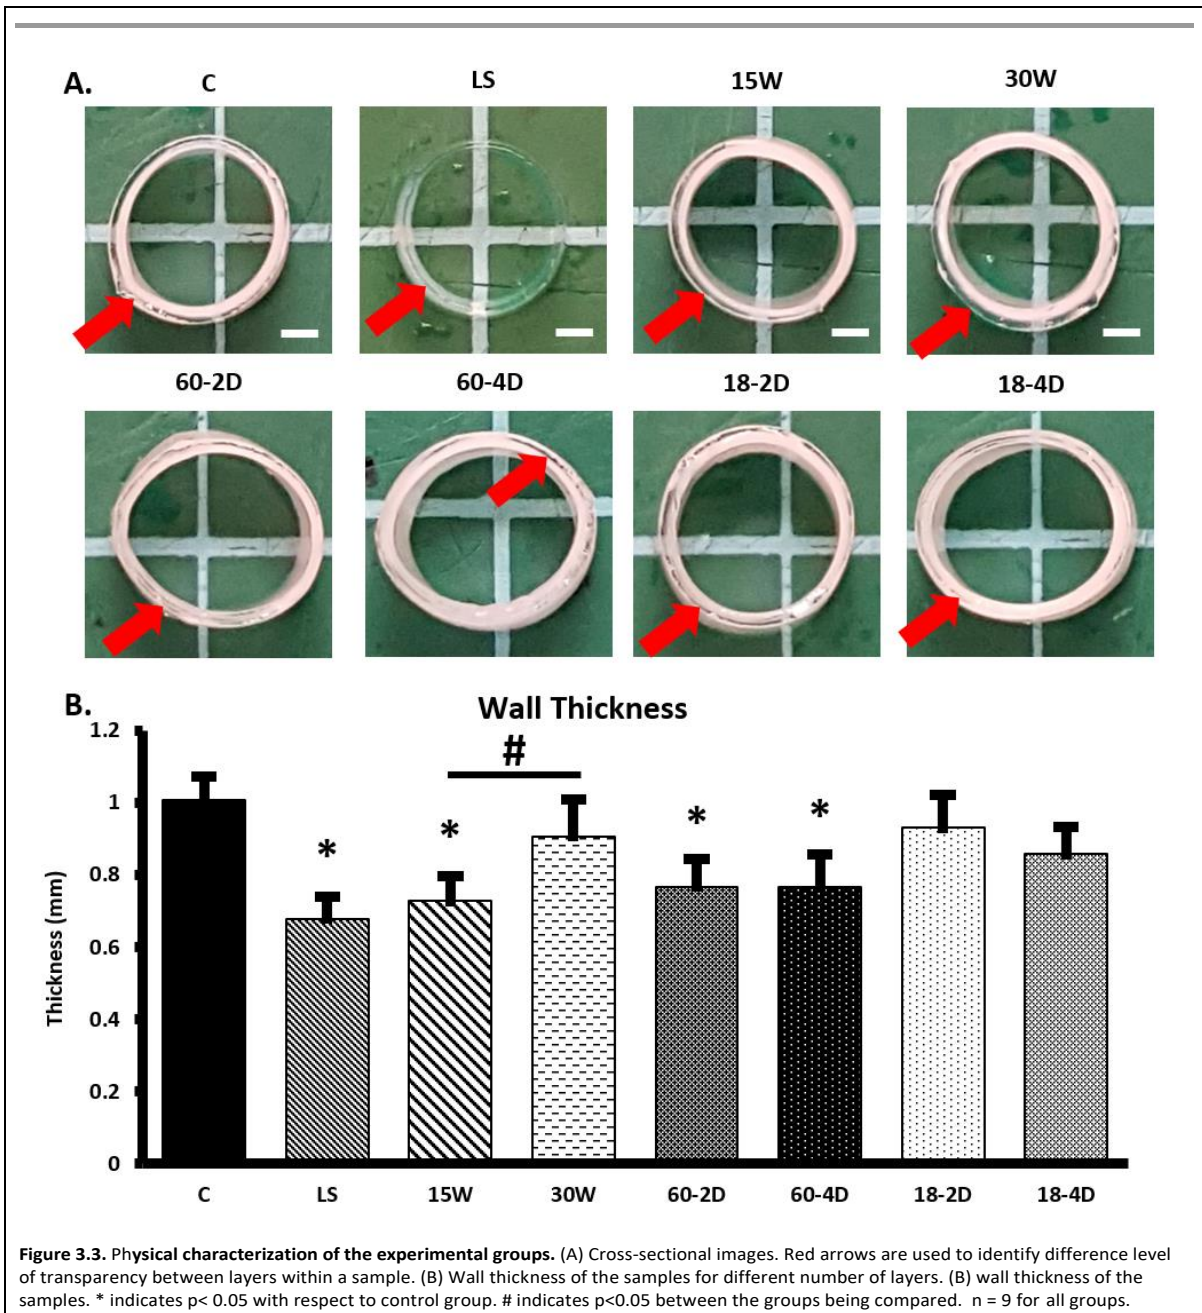 A.
C LS 15W 30W
60-2D 60-4D 18-2D 18-4D
B.
Wall Thickness
#
* * * *
Thickness (mm)
1.2
1
0.8
0.6
0.4
0.2
0
C LS 15W 30W 60-2D 60-4D 18-2D 18-4D
Figure 3.3. Physical characterization of the experimental groups. (A) Cross-sectional images. Red arrows are used to identify difference level
of transparency between layers within a sample. (B) Wall thickness of the samples for different number of layers. (B) wall thickness of the
samples. * indicates p< 0.05 with respect to control group. # indicates p<0.05 between the groups being compared. n = 9 for all groups.